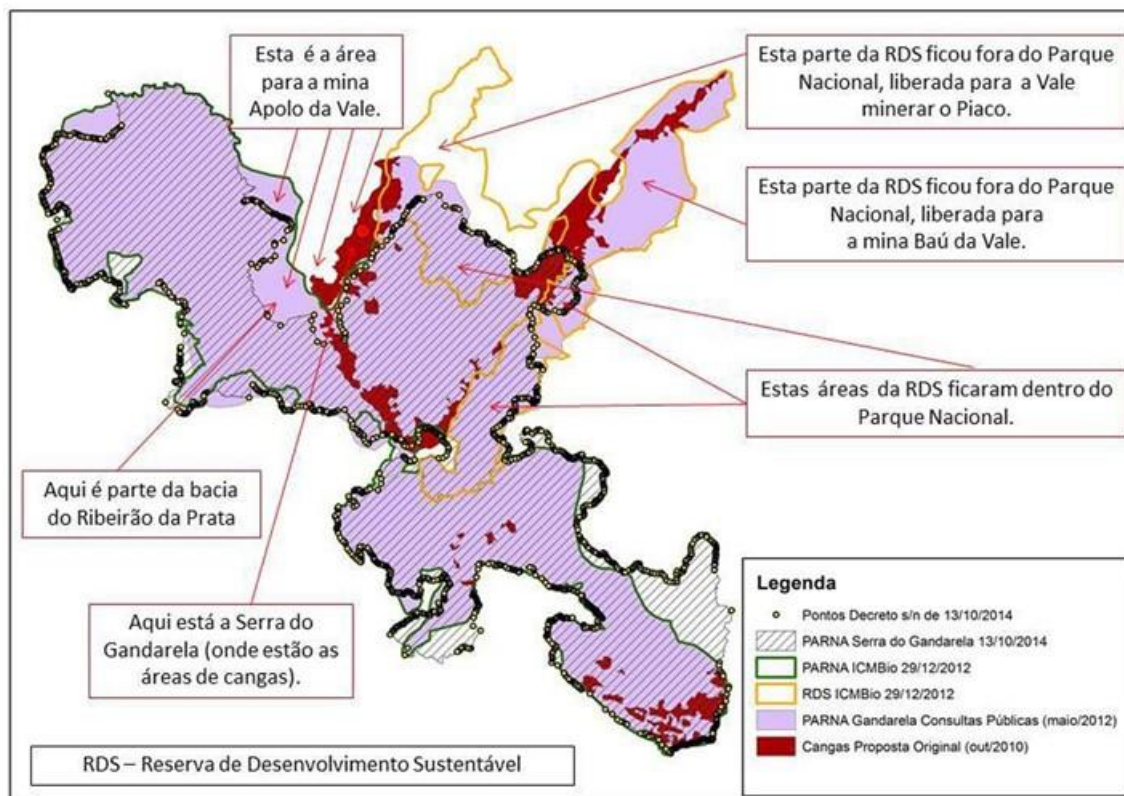 Esta é a área
para a mina
Apolo da Vale.
Esta parte da RDS ficou fora do Parque
Nacional, liberada para a Vale
minerar o Piaco.
Esta parte da RDS ficou fora do Parque
Nacional, liberada para
a mina Baú da Vale.
Estas áreas da RDS ficaram dentro do
Parque Nacional.
Aqui é parte da bacia
do Ribeirão da Prata
Aqui está a Serra do
Gandarela (onde estão as
áreas de cangas).
RDS – Reserva de Desenvolvimento Sustentável
Legenda
Pontos Decreto s/n de 13/10/2014
PARNA Serra do Gandarela 13/10/2014
PARNA ICMBio 29/12/2012
RDS ICMBio 29/12/2012
PARNA Gandarela Consultas Públicas (maio/2012)
Cangas Proposta Original (out/2010)